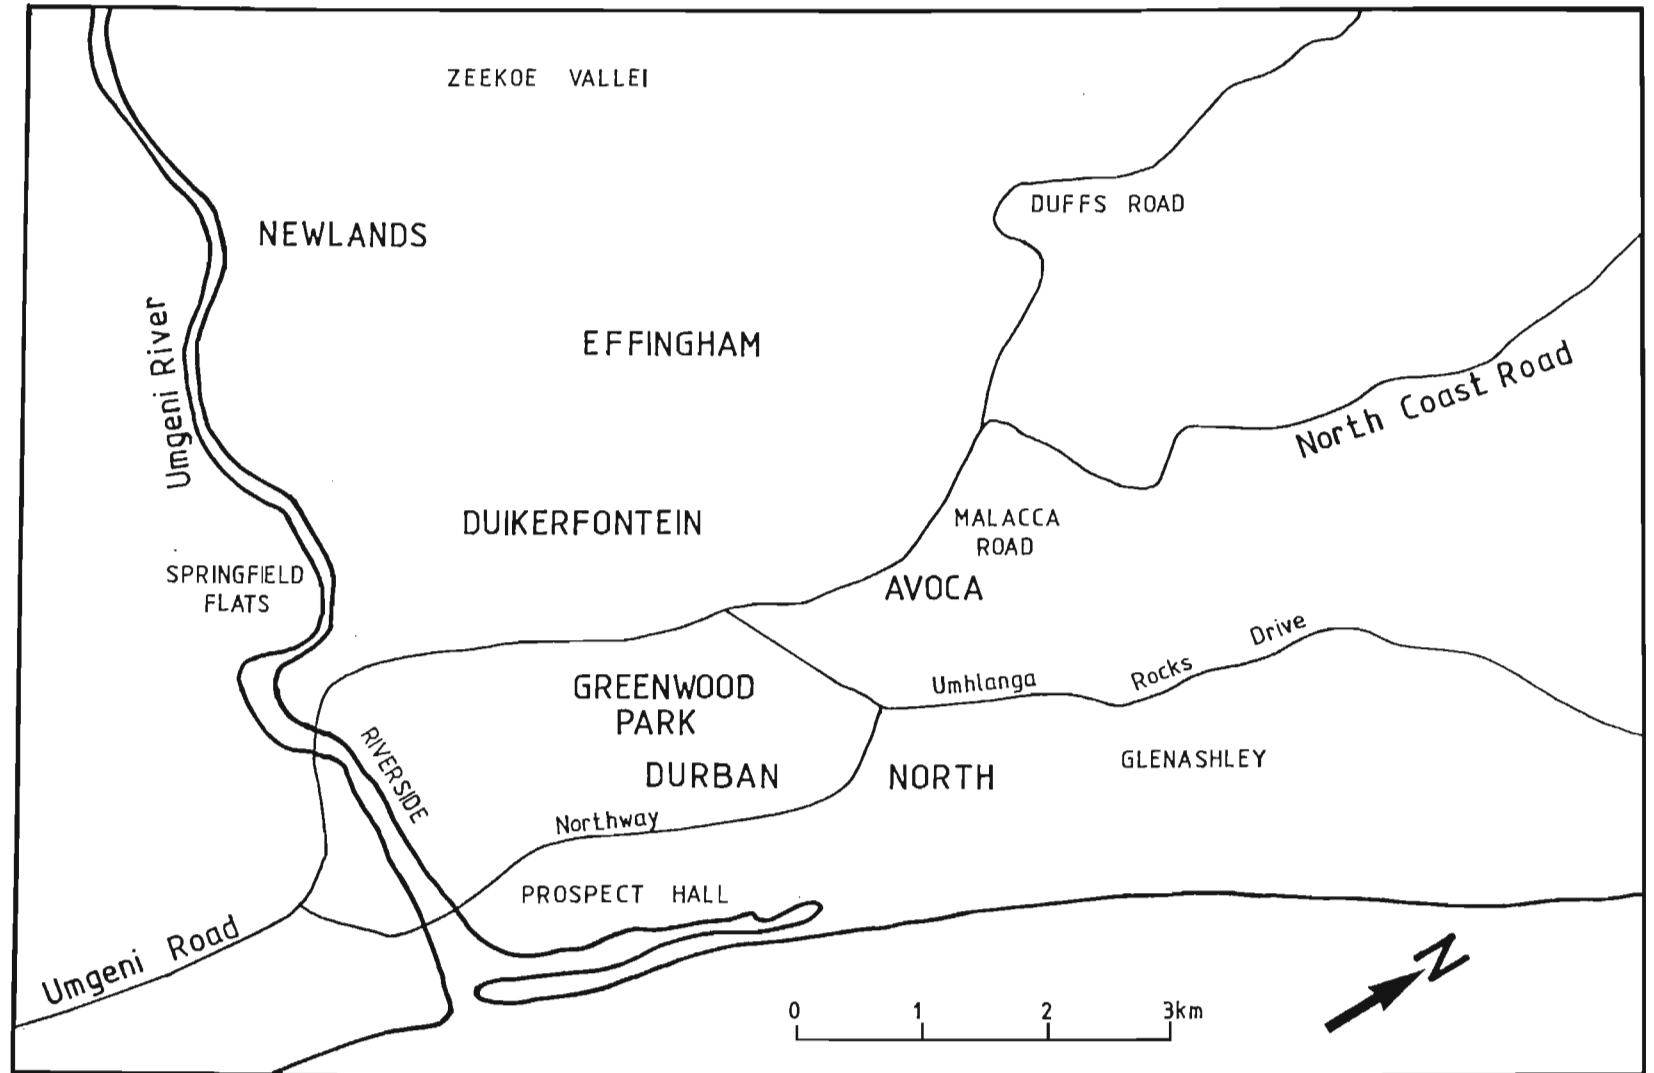 ZEEKOE VALLEI
DUFFS ROAD
NEWLANDS
Umgeni River
EFFINGHAM
North Coast Road
DUIKERFONTEIN
MALACCA
ROAD
SPRINGFIELD
FLATS
AVOCA
Umhlanga Rocks Drive
GREENWOOD
PARK
RIVERSIDE
DURBAN NORTH
GLENASHLEY
Northway
PROSPECT HALL
Umgeni Road
N
0 1 2 3km